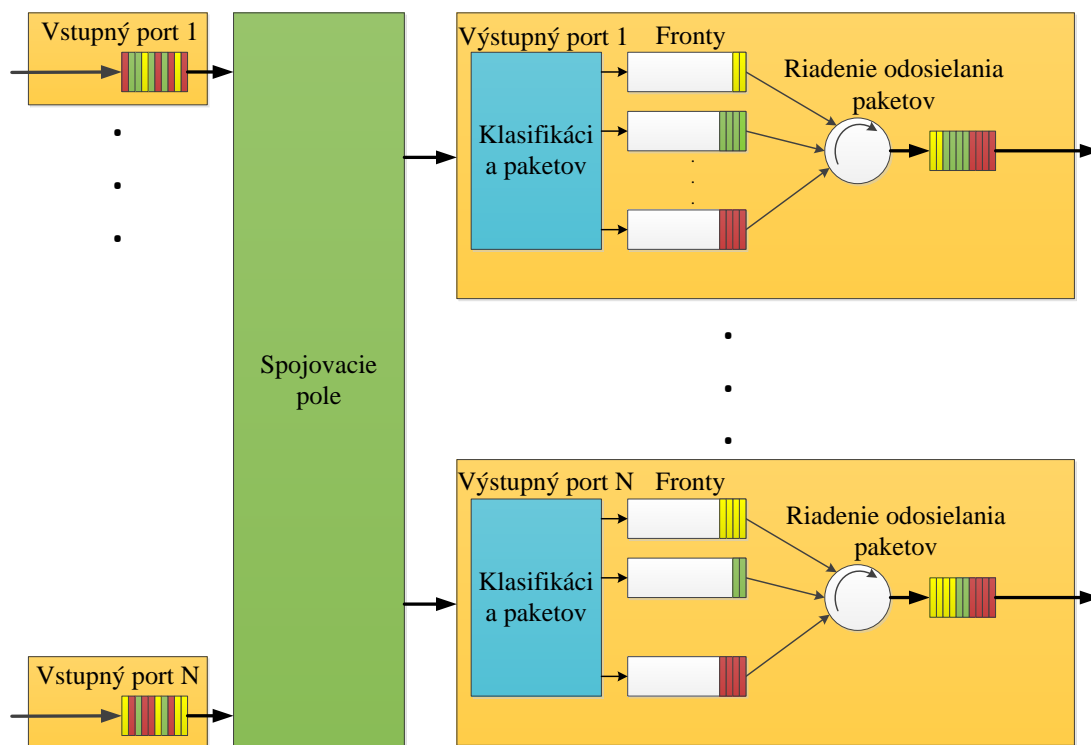 Vstupný port 1
Výstupný port 1
Fronty
Riadenie odosielania
paketov
Klasifikáci
a paketov
Spojovacie
pole
Výstupný port N
Fronty
Riadenie odosielania
paketov
Klasifikáci
a paketov
Vstupný port N